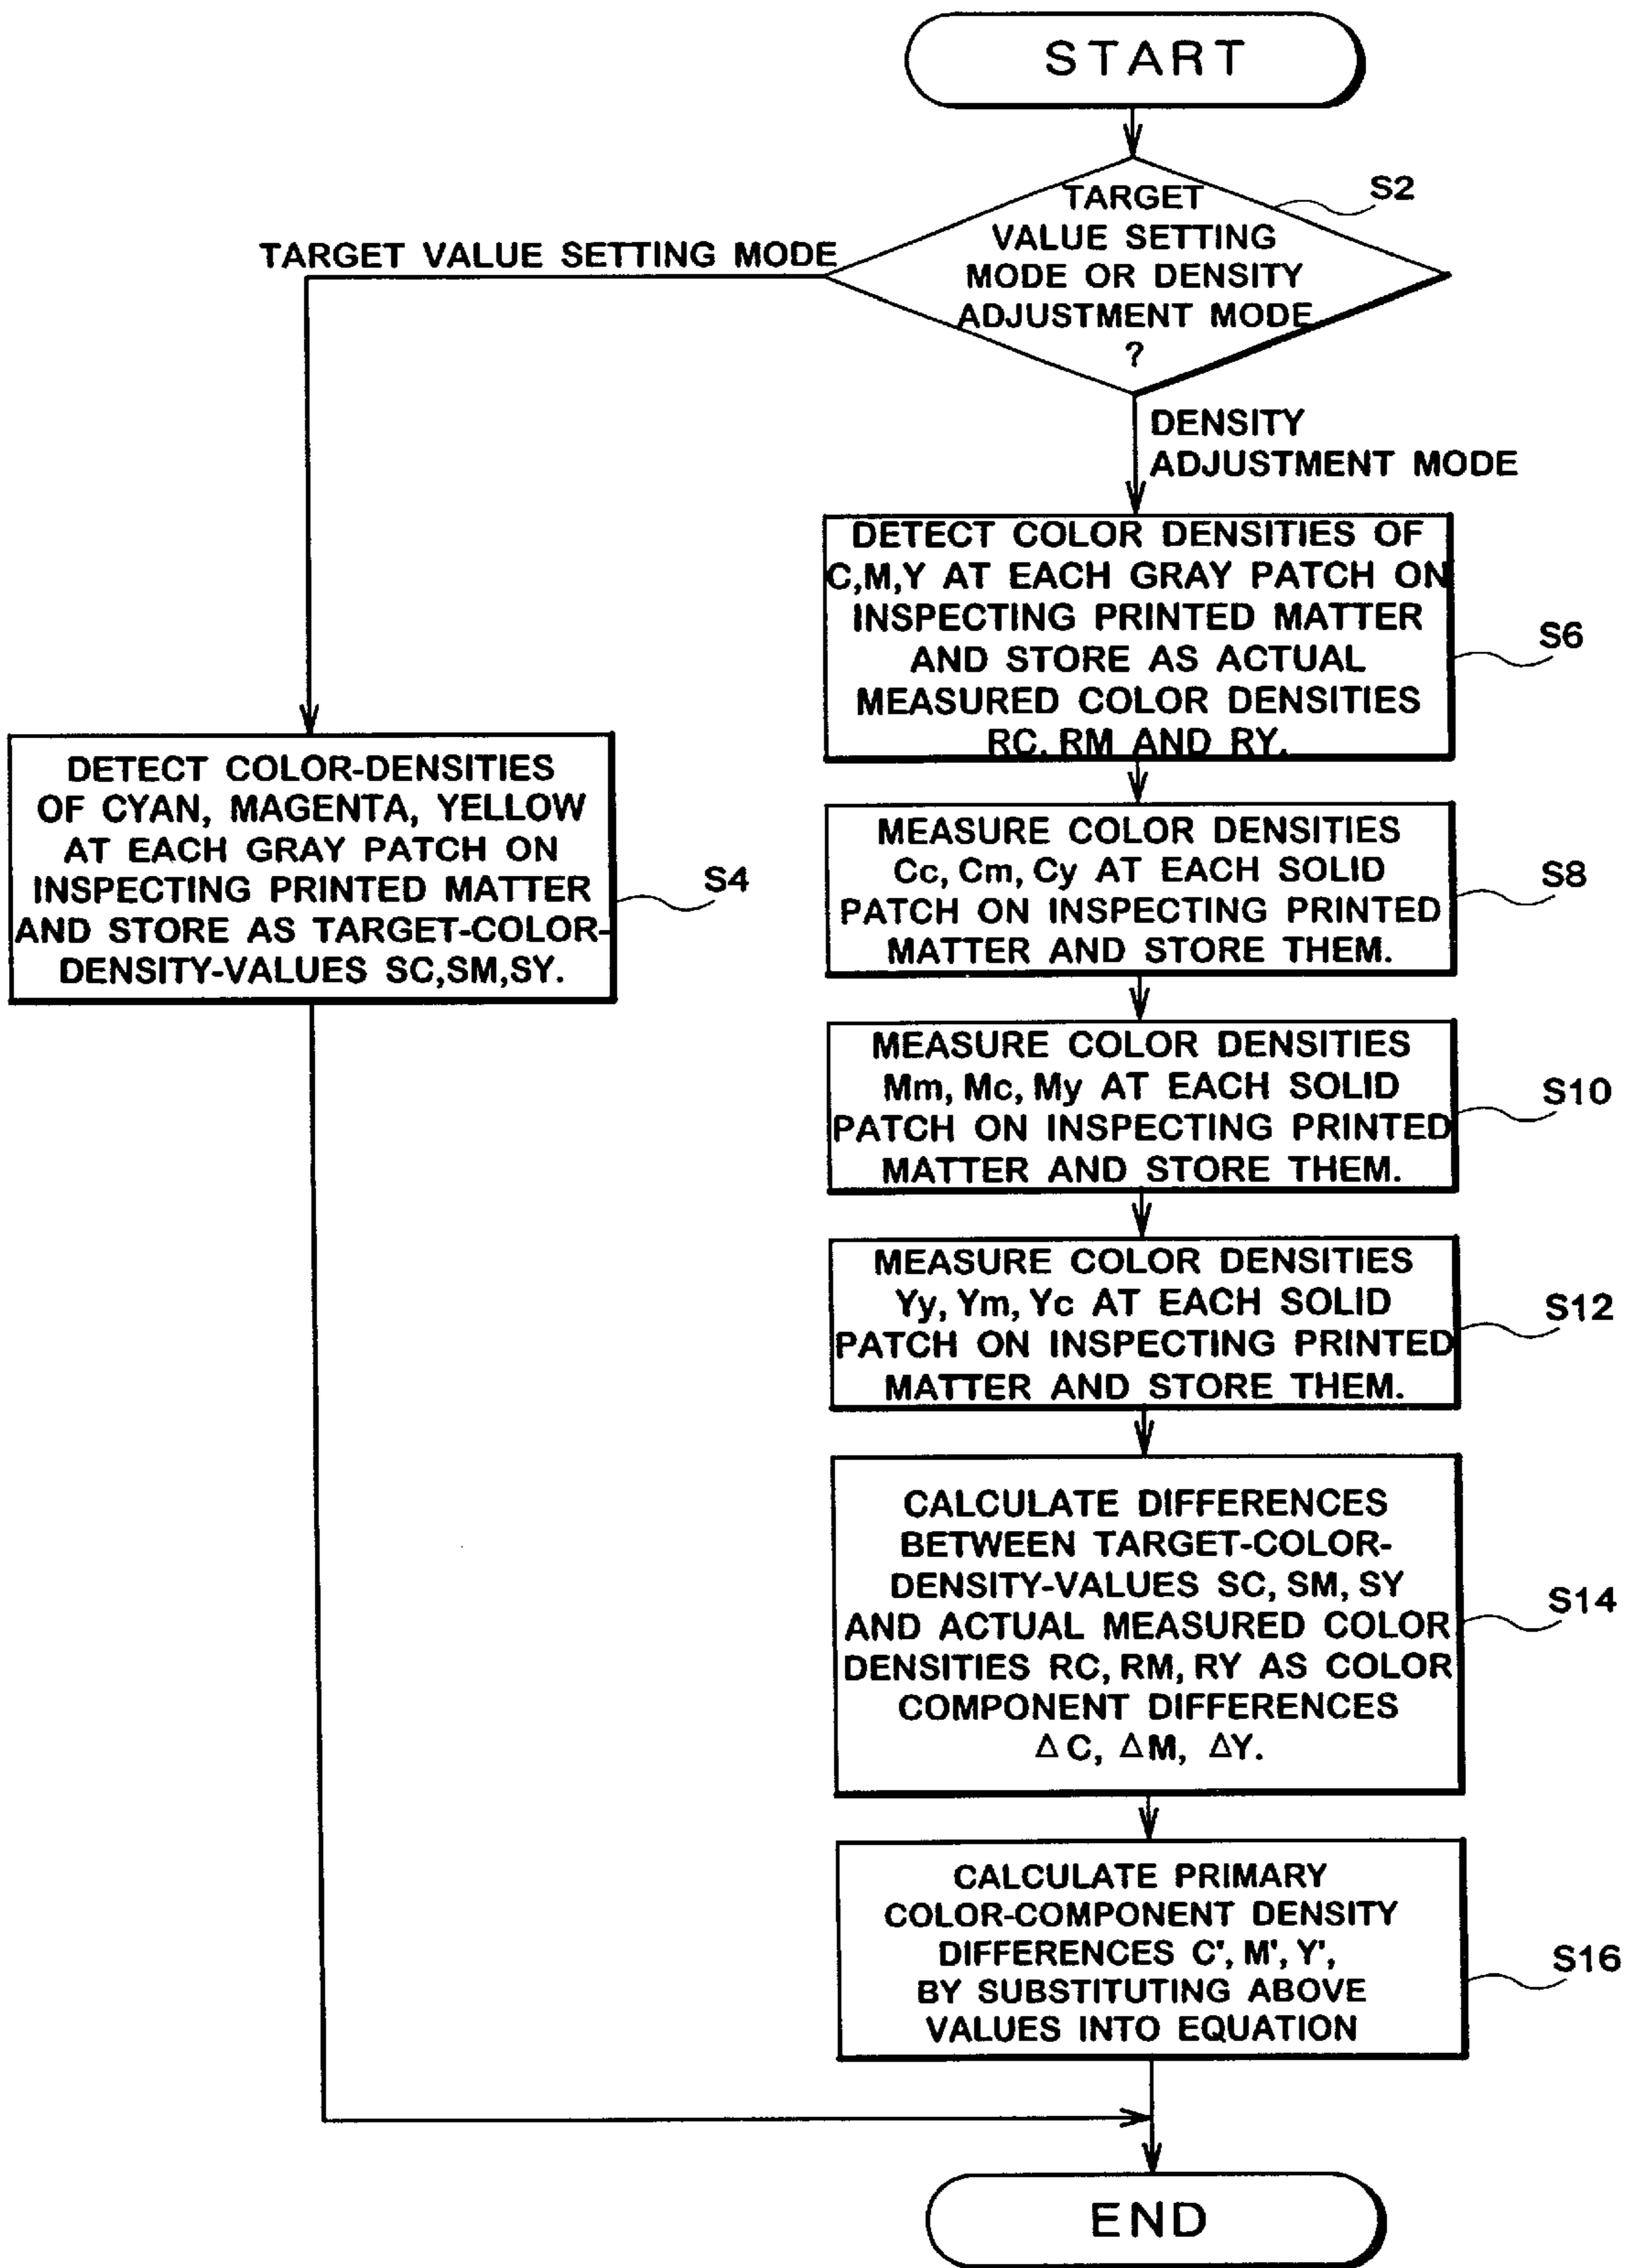 START
TARGET
VALUE SETTING
MODE OR DENSITY
ADJUSTMENT MODE
?
S2
TARGET VALUE SETTING MODE
DENSITY
ADJUSTMENT MODE
DETECT COLOR DENSITIES OF
C,M,Y AT EACH GRAY PATCH ON
INSPECTING PRINTED MATTER
AND STORE AS ACTUAL
MEASURED COLOR DENSITIES
RC, RM AND RY.
S6
DETECT COLOR-DENSITIES
OF CYAN, MAGENTA, YELLOW
AT EACH GRAY PATCH ON
INSPECTING PRINTED MATTER
AND STORE AS TARGET-COLOR-
DENSITY-VALUES SC,SM,SY.
S4
MEASURE COLOR DENSITIES
Cc, Cm, Cy AT EACH SOLID
PATCH ON INSPECTING PRINTED
MATTER AND STORE THEM.
S8
MEASURE COLOR DENSITIES
Mm, Mc, My AT EACH SOLID
PATCH ON INSPECTING PRINTED
MATTER AND STORE THEM.
S10
MEASURE COLOR DENSITIES
Yy, Ym, Yc AT EACH SOLID
PATCH ON INSPECTING PRINTED
MATTER AND STORE THEM.
S12
CALCULATE DIFFERENCES
BETWEEN TARGET-COLOR-
DENSITY-VALUES SC, SM, SY
AND ACTUAL MEASURED COLOR
DENSITIES RC, RM, RY AS COLOR
COMPONENT DIFFERENCES
ΔC, ΔM, ΔY.
S14
CALCULATE PRIMARY
COLOR-COMPONENT DENSITY
DIFFERENCES C', M', Y',
BY SUBSTITUTING ABOVE
VALUES INTO EQUATION
S16
END